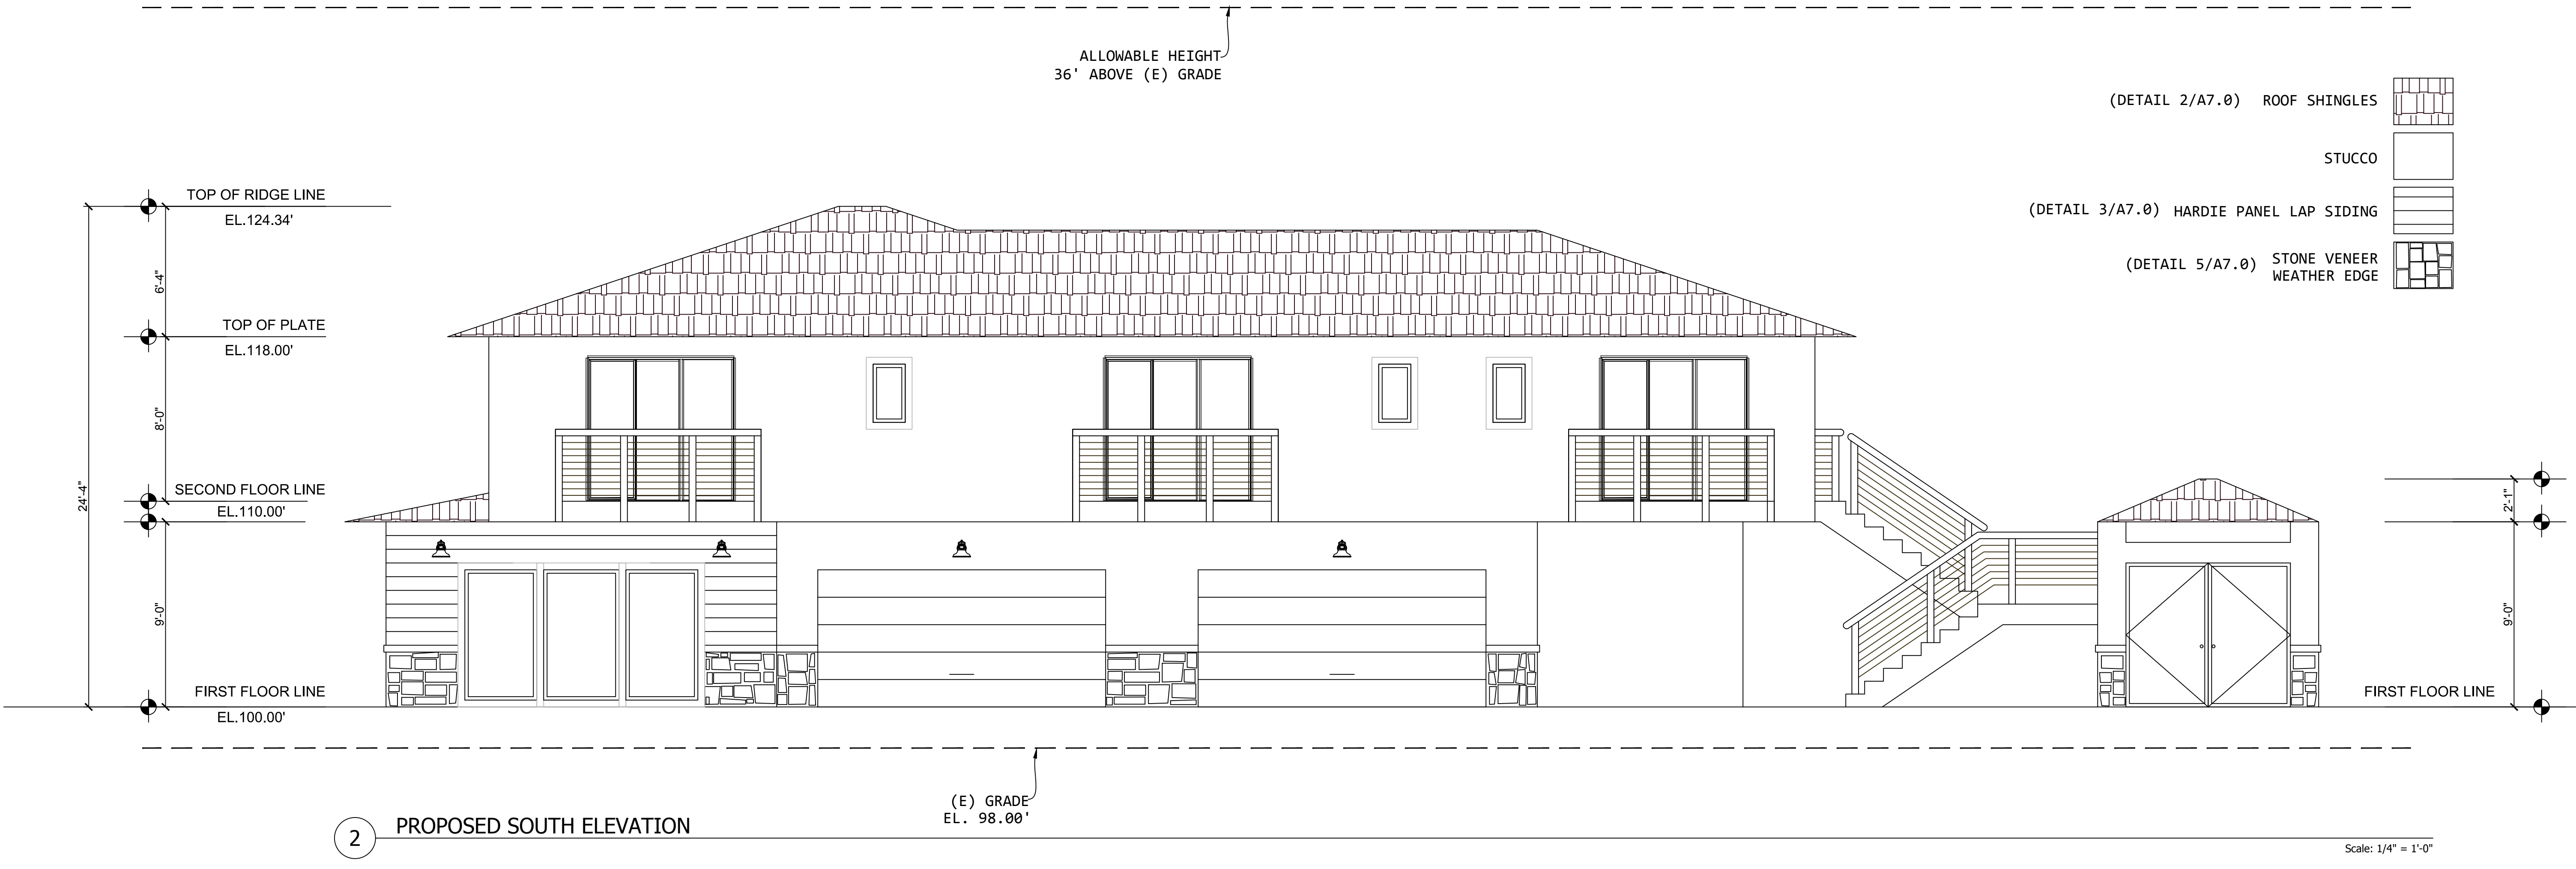 ALLOWABLE HEIGHT
36' ABOVE (E) GRADE
(DETAIL 2/A7.0) ROOF SHINGLES
STUCCO
(DETAIL 3/A7.0) HARDIE PANEL LAP SIDING
(DETAIL 5/A7.0) STONE VENEER
WEATHER EDGE
TOP OF RIDGE LINE
EL.124.34'
6'-4"
TOP OF PLATE
EL.118.00'
8'-0"
24'-4"
SECOND FLOOR LINE
EL.110.00'
9'-0"
FIRST FLOOR LINE
EL.100.00'
2'-1"
9'-0"
FIRST FLOOR LINE
(E) GRADE
EL. 98.00'
2 PROPOSED SOUTH ELEVATION
Scale: 1/4" = 1'-0"